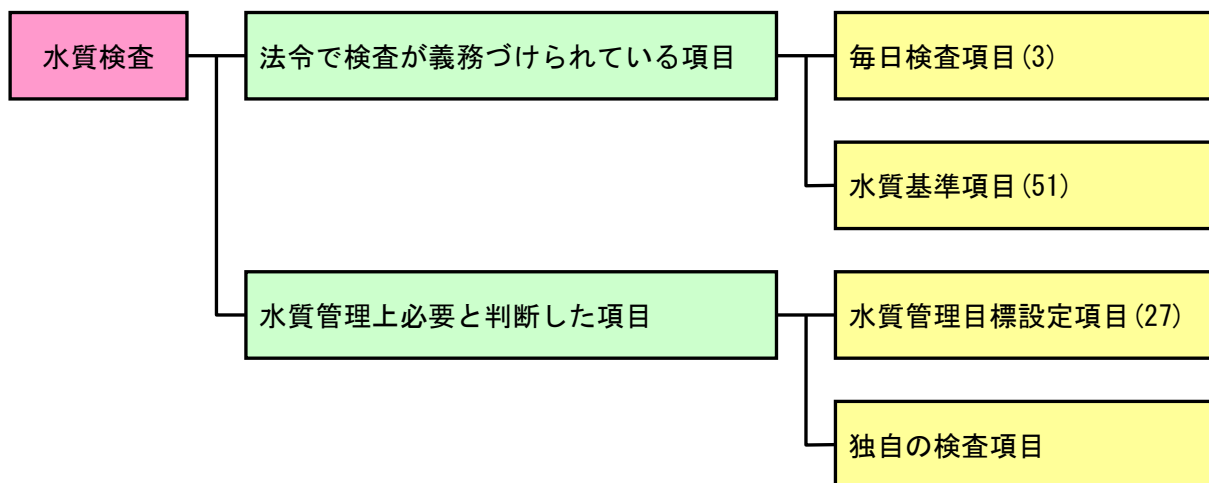 水質検査
法令で検査が義務づけられている項目
毎日検査項目(3)
水質基準項目(51)
水質管理上必要と判断した項目
水質管理目標設定項目(27)
独自の検査項目